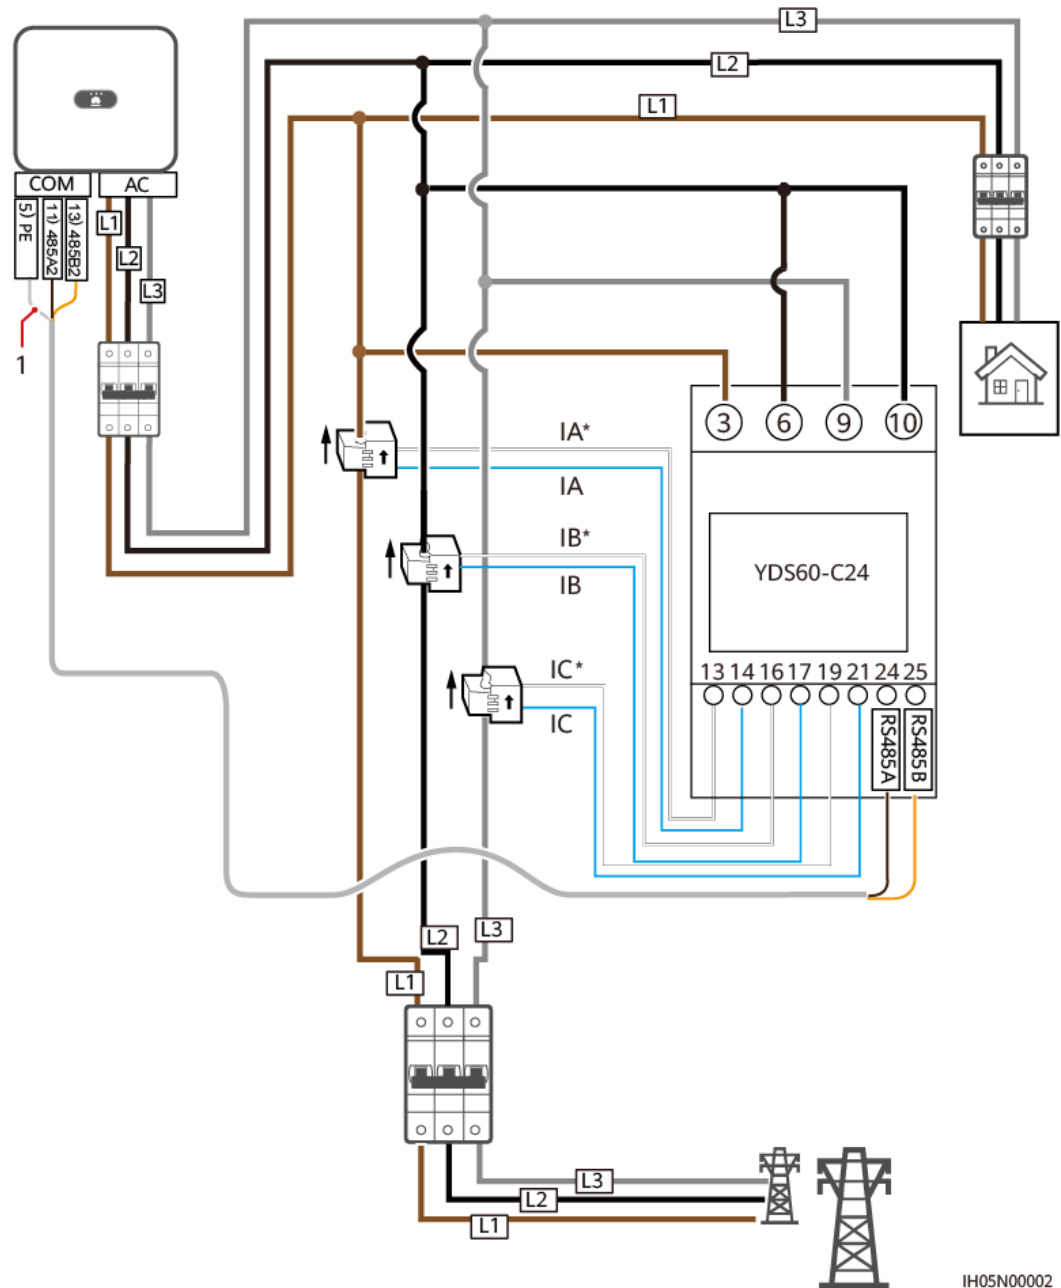 L3
L2
L1
COM
AC
5) PE
11) 485A2
13) 485B2
L1
L2
L3
1
3
6
9
10
IA*
IA
IB*
IB
YDS60-C24
IC*
IC
13 14 16 17 19 21 24 25
RS485A
RS485B
L3
L2
L1
L3
L2
L1
IH05N00002